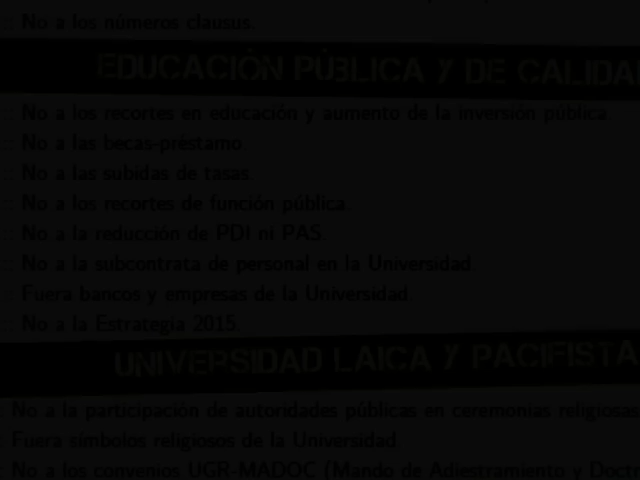 :: No a los números clausus.
EDUCACIÓN PÚBLICA Y DE CALIDA
:: No a los recortes en educación y aumento de la inversión pública.
:: No a las becas-préstamo
:: No a las subidas de tasas.
:: No a los recortes de función pública.
:: No a la reducción de PDI ni PAS.
:: No a la subcontrata de personal en la Universidad
:: Fuera bancos y empresas de la Universidad.
:: No a la Estrategia 2015.
UNIVERSIDAD LAICA Y PACIFISTA
: No a la participación de autoridades públicas en ceremonias religiosas
: Fuera símbolos religiosos de la Universidad.
: No a los convenios UGR-MADOC (Mando de Adiestramiento y Doctr